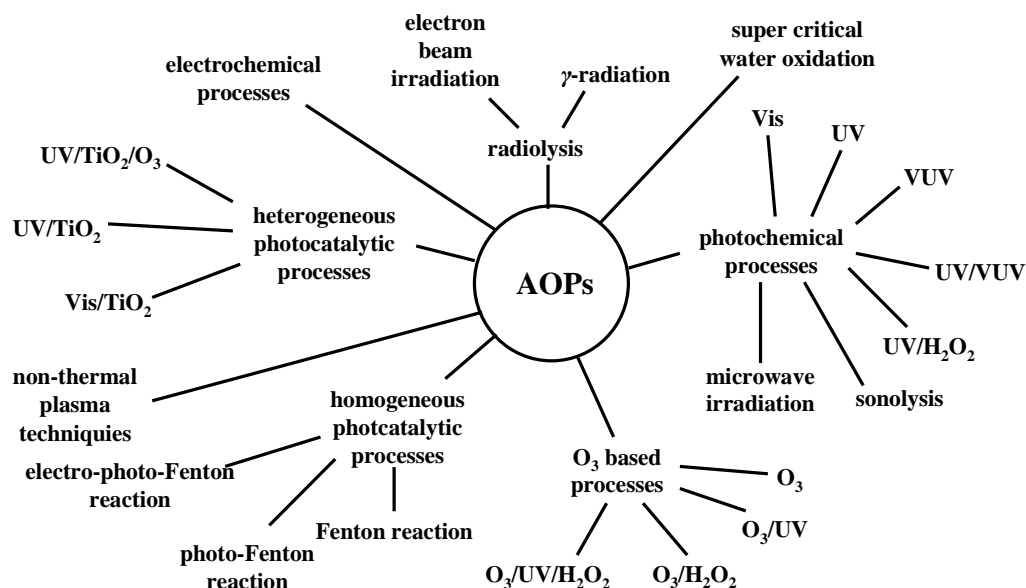 electron
beam
irradiation
super critical
water oxidation
electrochemical
processes
γ-radiation
radiolysis
Vis
UV
VUV
UV/TiO₂/O₃
UV/TiO₂
Vis/TiO₂
heterogeneous
photocatalytic
processes
AOPs
photochemical
processes
UV/VUV
UV/H₂O₂
sonolysis
microwave
irradiation
non-thermal
plasma
techniquies
homogeneous
photcatalytic
processes
electro-photo-Fenton
reaction
photo-Fenton
reaction
Fenton reaction
O₃ based
processes
O₃
O₃/UV
O₃/UV/H₂O₂
O₃/H₂O₂